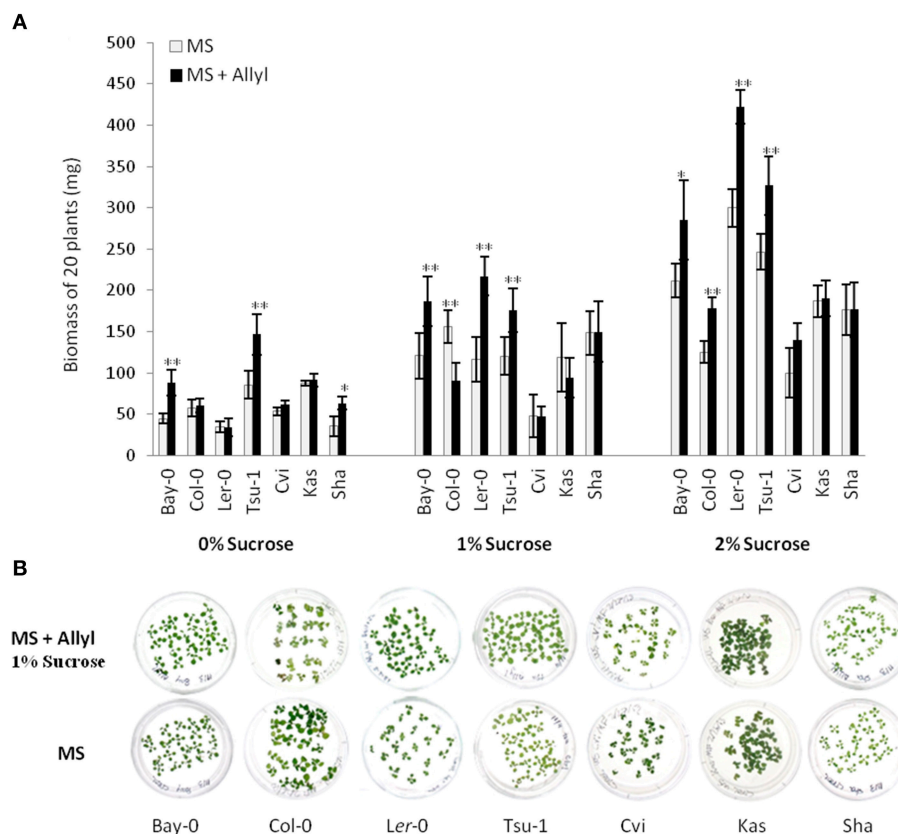 A
500
450
400
350
300
250
200
150
100
50
0
Biomass of 20 plants (mg)
MS
MS + Allyl
** ** * **
** ** ** **
* ** ** **
Bay-0 Col-0 Ler-0 Tsu-1 Cvi Kas Sha
Bay-0 Col-0 Ler-0 Tsu-1 Cvi Kas Sha
Bay-0 Col-0 Ler-0 Tsu-1 Cvi Kas Sha
0% Sucrose 1% Sucrose 2% Sucrose
B
MS + Allyl
1% Sucrose
MS
Bay-0 Col-0 Ler-0 Tsu-1 Cvi Kas Sha